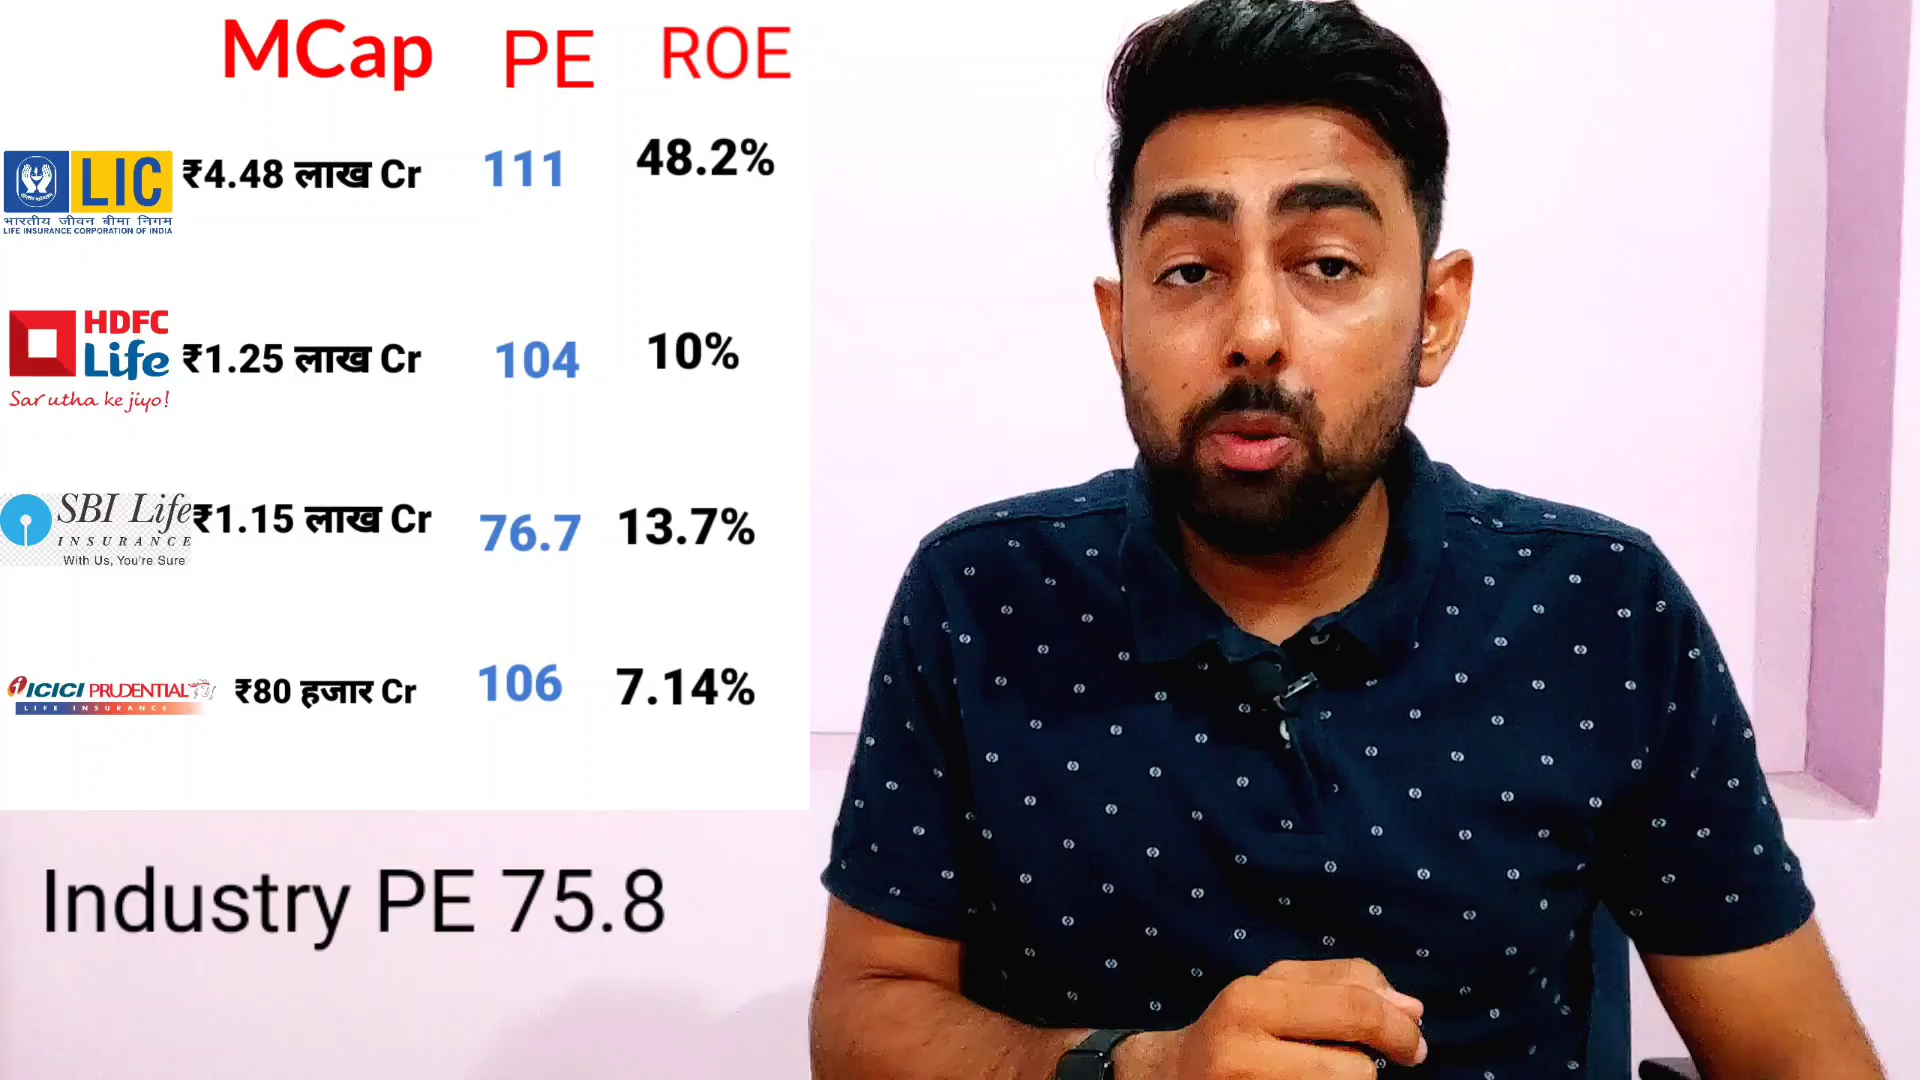 MCap PE ROE
LIC ₹4.48 लाख Cr 111 48.2%
भारतीय जीवन बीमा निगम
LIFE INSURANCE CORPORATION OF INDIA
HDFC
Life ₹1.25 लाख Cr 104 10%
Sar utha ke jiyo!
SBI Life ₹1.15 लाख Cr 76.7 13.7%
INSURANCE
With Us, You're Sure
ICICI PRUDENTIAL ₹80 हजार Cr 106 7.14%
LIFE INSURANCE
Industry PE 75.8